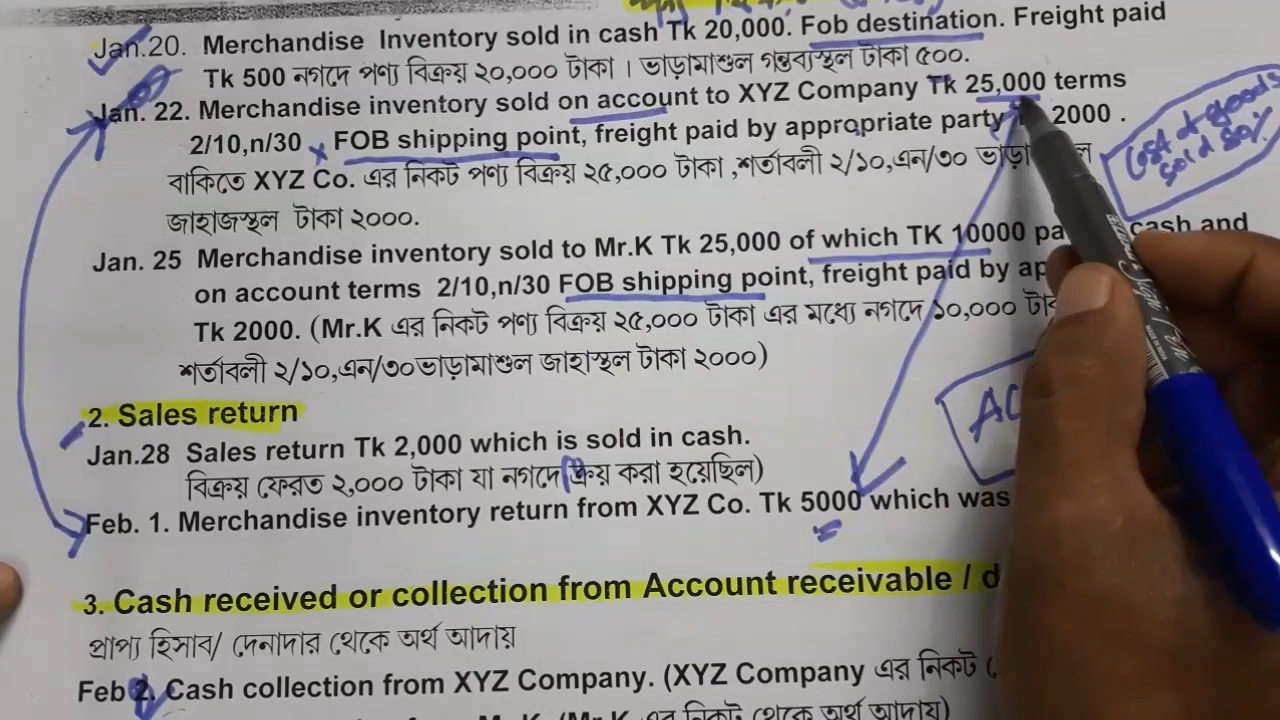 Jan.20. Merchandise Inventory sold in cash Tk 20,000. Fob destination. Freight paid
Tk 500 নগদে পণ্য বিক্রয় ২০,০০০ টাকা । ভাড়ামাশুল গন্তব্যস্থল টাকা ৫০০.
Jan. 22. Merchandise inventory sold on account to XYZ Company Tk 25,000 terms
2/10,n/30 FOB shipping point, freight paid by appropriate party 2000 .
বাকিতে XYZ Co. এর নিকট পণ্য বিক্রয় ২৫,০০০ টাকা ,শর্তাবলী ২/১০,এন/৩০
জাহাজস্থল টাকা ২০০০.
Cost of goods sold 80%
Jan. 25 Merchandise inventory sold to Mr.K Tk 25,000 of which TK 10000 cash and
on account terms 2/10,n/30 FOB shipping point, freight paid by
Tk 2000. (Mr.K এর নিকট পণ্য বিক্রয় ২৫,০০০ টাকা এর মধ্যে নগদে ১০,০০০
শর্তাবলী ২/১০,এন/৩০ভাড়ামাশুল জাহাস্থল টাকা ২০০০)
2. Sales return
Jan.28 Sales return Tk 2,000 which is sold in cash.
বিক্রয় ফেরত ২,০০০ টাকা যা নগদে ক্রিয় করা হয়েছিল)
Feb. 1. Merchandise inventory return from XYZ Co. Tk 5000 which was
3. Cash received or collection from Account receivable /
প্রাপ্য হিসাব/ দেনাদার থেকে অর্থ আদায়
Feb 2. Cash collection from XYZ Company. (XYZ Company এর নিকট